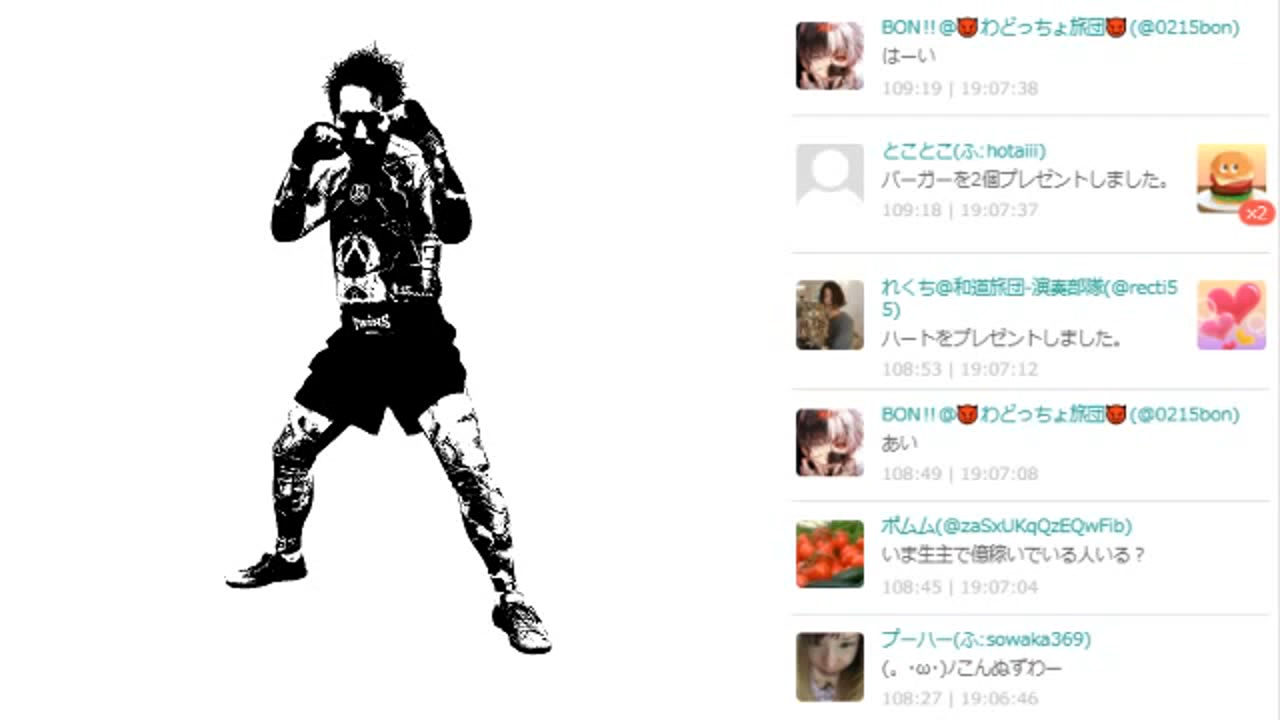 TWINS
BON!!@😈わどっちょ旅団😈(@0215bon)
はーい
109:19 | 19:07:38
とことこ(ふ:hotaiii)
バーガーを2個プレゼントしました。
109:18 | 19:07:37
x2
れくち@和道旅団-演奏部隊(@recti5
5)
ハートをプレゼントしました。
108:53 | 19:07:12
BON!!@😈わどっちょ旅団😈(@0215bon)
あい
108:49 | 19:07:08
ポムム(@zaSxUKqQzEQwFib)
いま生主で億稼いでいる人いる？
108:45 | 19:07:04
プーハー(ふ:sowaka369)
(。･ω･)ﾉこんぬずわー
108:27 | 19:06:46